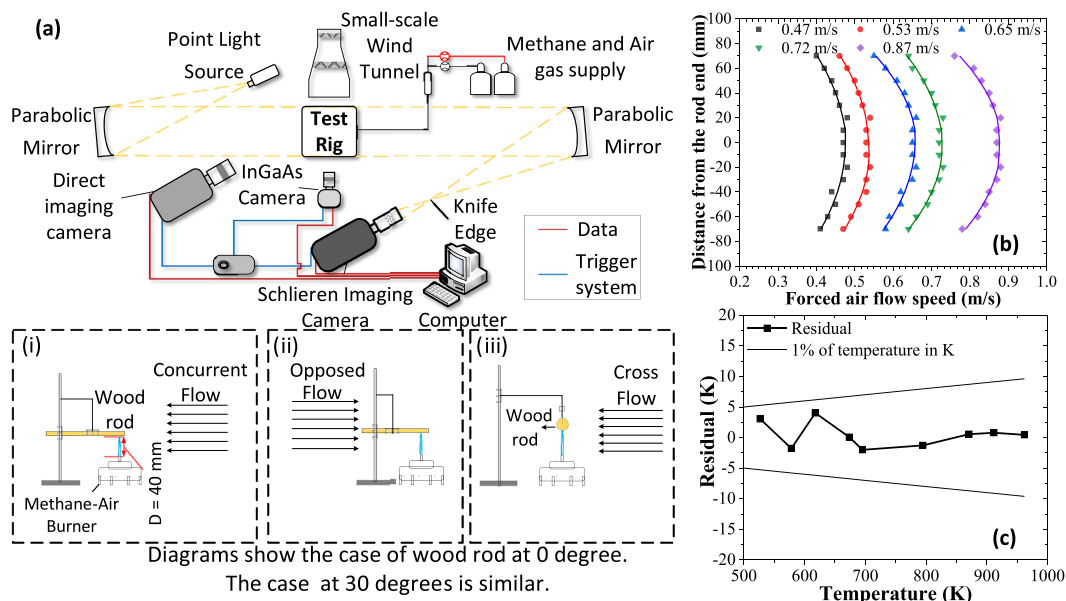 (a)
Point Light
Source
Small-scale
Wind
Tunnel
Methane and Air
gas supply
Parabolic
Mirror
Test
Rig
Parabolic
Mirror
Direct
imaging
camera
InGaAs
Camera
Knife
Edge
Schlieren Imaging
Camera
Computer
Data
Trigger
system
(i)
Concurrent
Flow
Wood
rod
Methane-Air
Burner
D = 40 mm
(ii)
Opposed
Flow
(iii)
Cross
Flow
Wood
rod
Diagrams show the case of wood rod at 0 degree.
The case at 30 degrees is similar.
Distance from the rod end (mm)
100
80
60
40
20
0
-20
-40
-60
-80
100
0.47 m/s
0.53 m/s
0.65 m/s
0.72 m/s
0.87 m/s
(b)
0.2 0.3 0.4 0.5 0.6 0.7 0.8 0.9 1.0
Forced air flow speed (m/s)
Residual (K)
20
15
10
5
0
-5
-10
-15
-20
Residual
1% of temperature in K
(c)
500 600 700 800 900 1000
Temperature (K)